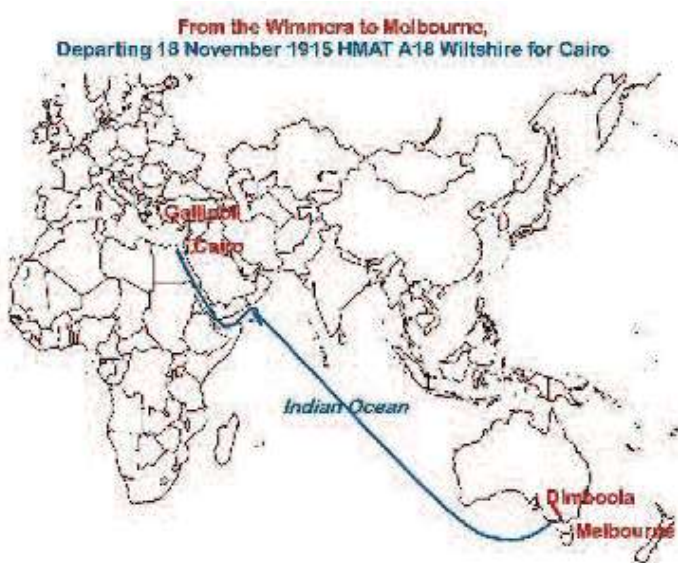 From the Wimmera to Melbourne,
Departing 18 November 1915 HMAT A18 Wiltshire for Cairo
Gallipoli
Cairo
Indian Ocean
Dimboola
Melbourne